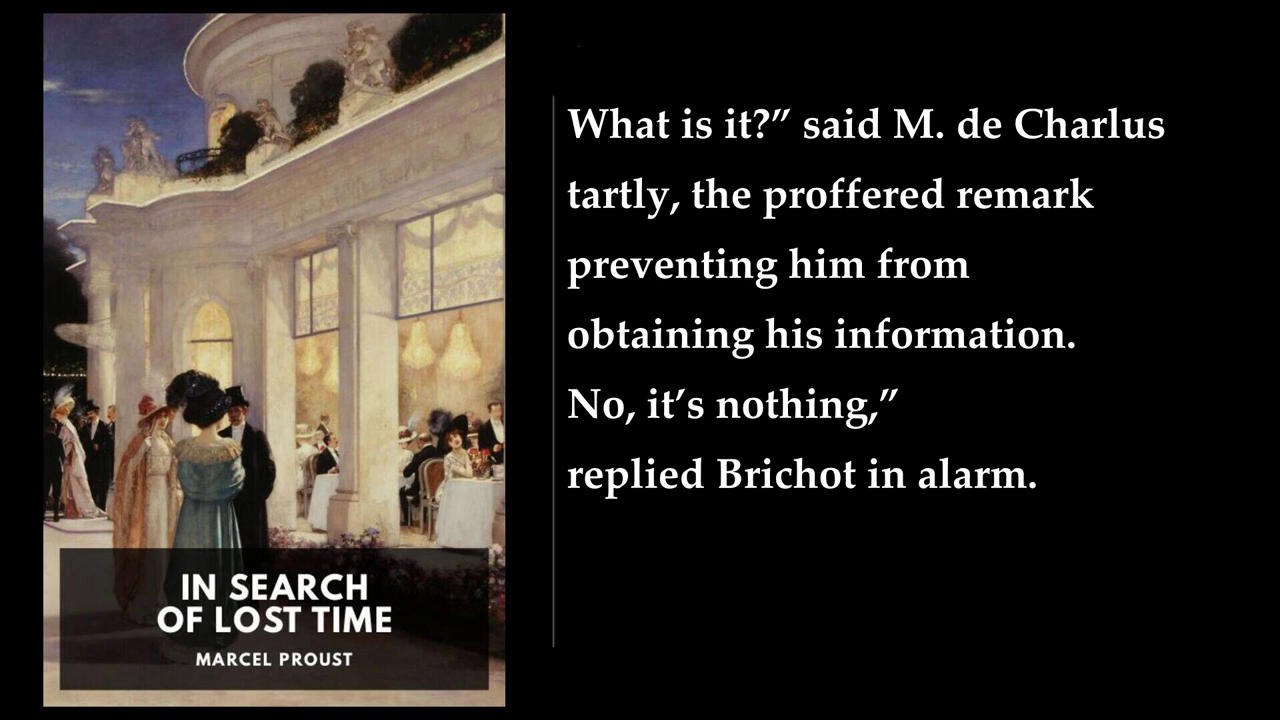 What is it?” said M. de Charlus
tartly, the proffered remark
preventing him from
obtaining his information.
No, it’s nothing,”
replied Brichot in alarm.
IN SEARCH
OF LOST TIME
MARCEL PROUST